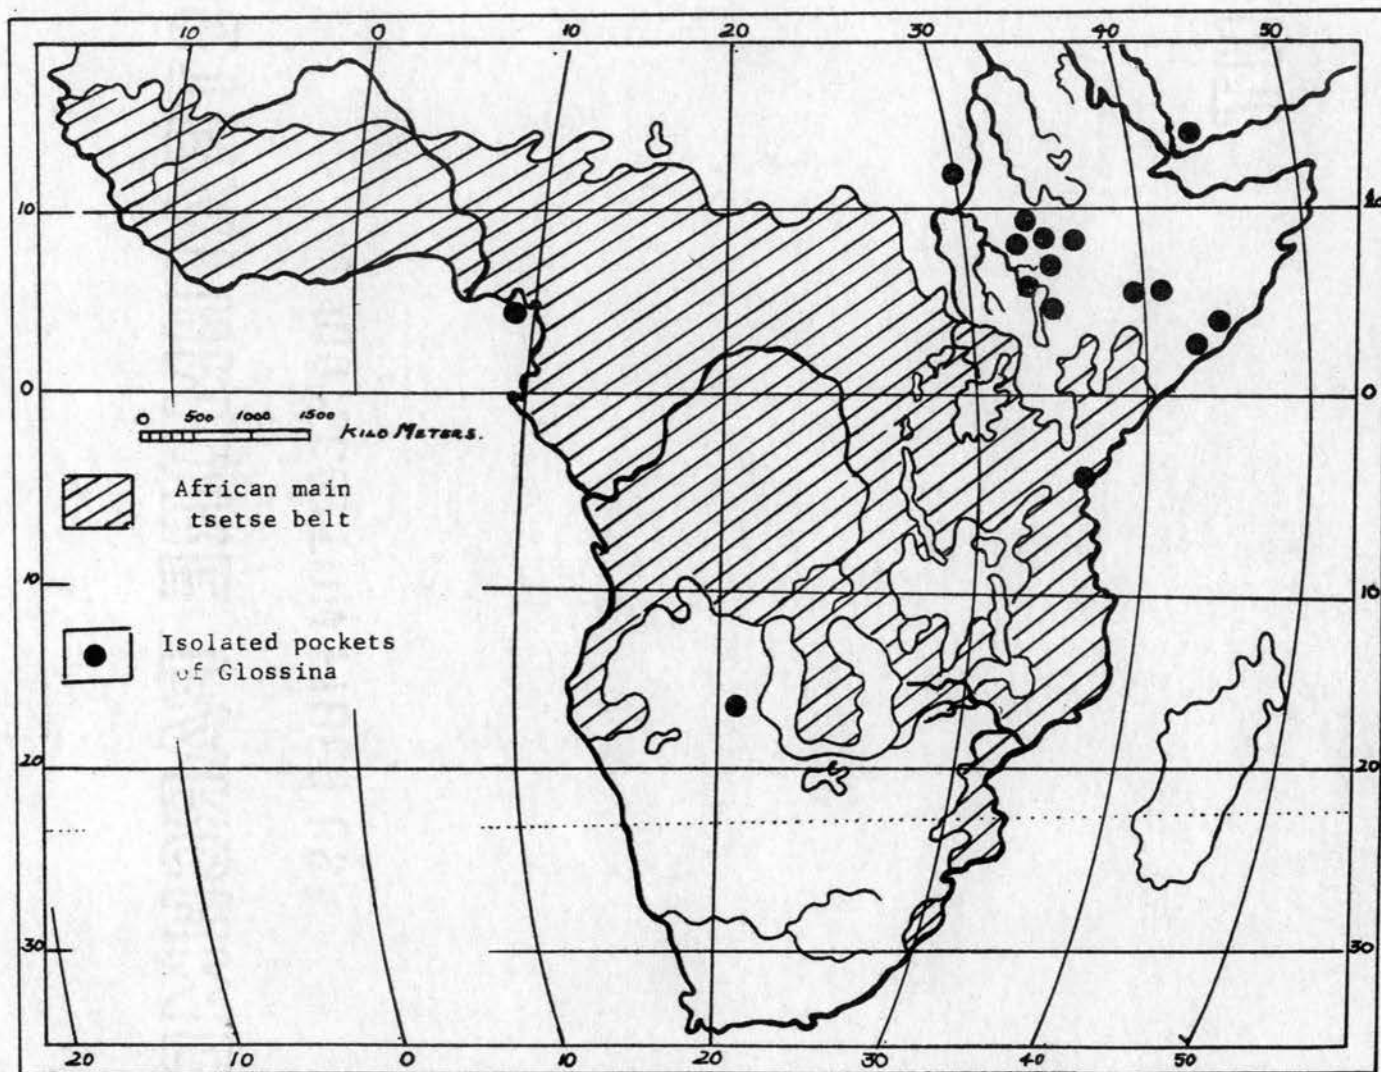 10 0 10 20 30 40 50
10 10
0 0
0 500 1000 1500
KILO METERS.
African main
tsetse belt
10 10
Isolated pockets
of Glossina
20 20
30 30
20 10 0 10 20 30 40 50